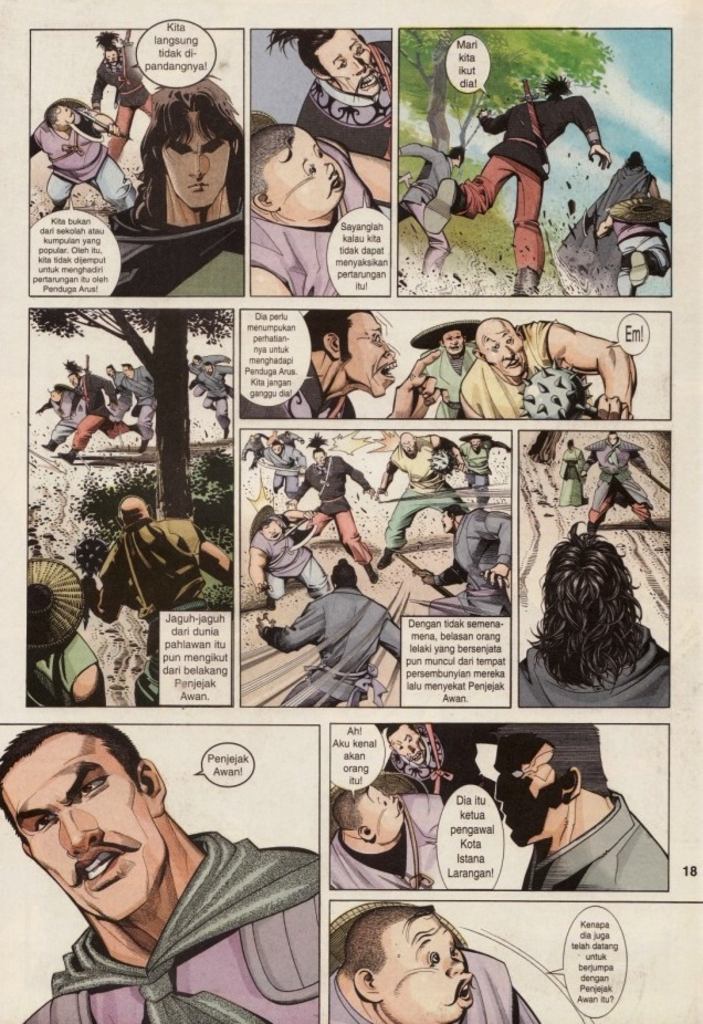 Kita
langsung
tidak di-
pandangnya!
Kita bukan
dari sekolah atau
kumpulan yang
popular. Oleh itu,
kita tidak dijemput
untuk menghadiri
pertarungan itu oleh
Penduga Arus!
Sayanglah
kalau kita
tidak dapat
menyaksikan
pertarungan
itu!
Mari
kita
ikut
dia!
Jaguh-jaguh
dari dunia
pahlawan itu
pun mengikut
dari belakang
Penjejak
Awan.
Dia perlu
menumpukan
perhatian-
nya untuk
menghadapi
Penduga Arus.
Kita jangan
ganggu dia!
Em!
Dengan tidak semena-
mena, belasan orang
lelaki yang bersenjata
pun muncul dari tempat
persembunyian mereka
lalu menyekat Penjejak
Awan.
Penjejak
Awan!
Ah!
Aku kenal
akan
orang
itu!
Dia itu
ketua
pengawal
Kota
Istana
Larangan!
18
Kenapa
dia juga
telah datang
untuk
berjumpa
dengan
Penjejak
Awan itu?